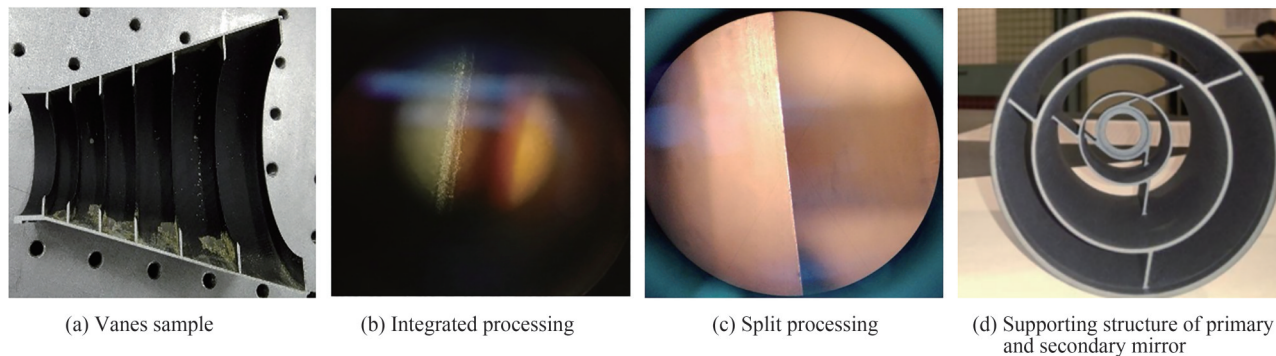 (a) Vanes sample
(b) Integrated processing
(c) Split processing
(d) Supporting structure of primary
and secondary mirror